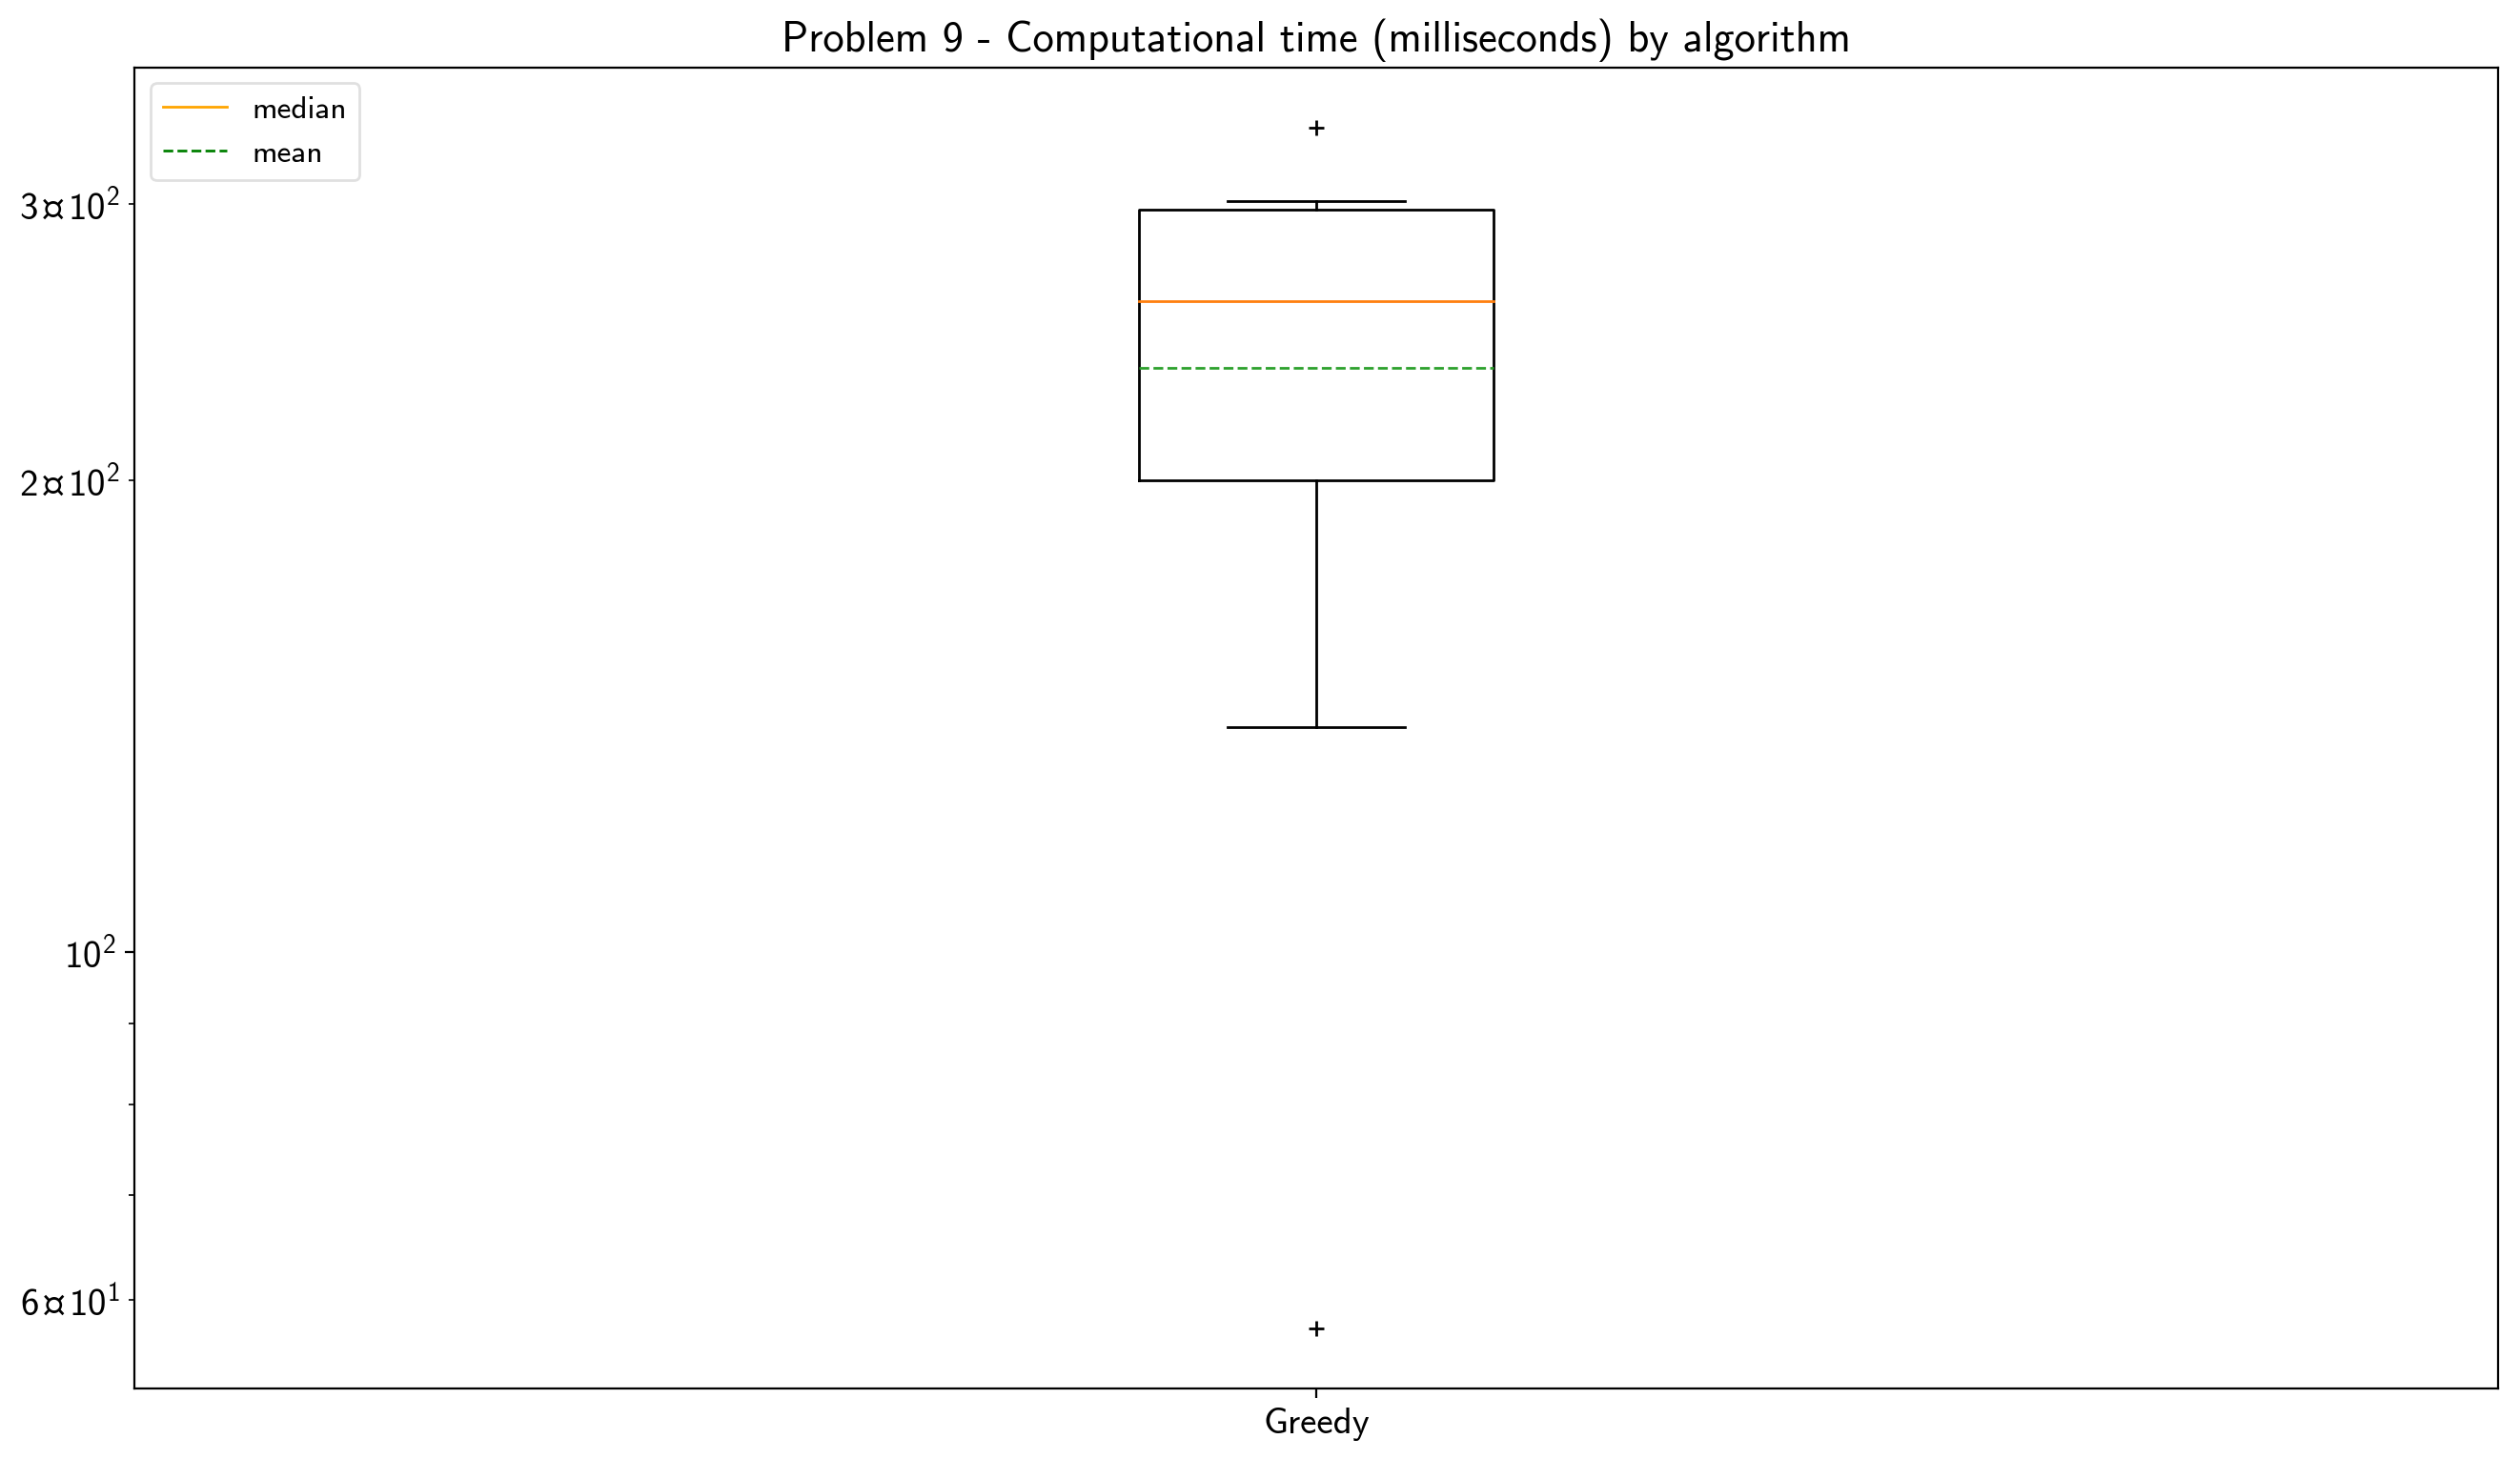 Problem 9 - Computational time (milliseconds) by algorithm
median
mean
3¤10²
2¤10²
10²
6¤10¹
Greedy